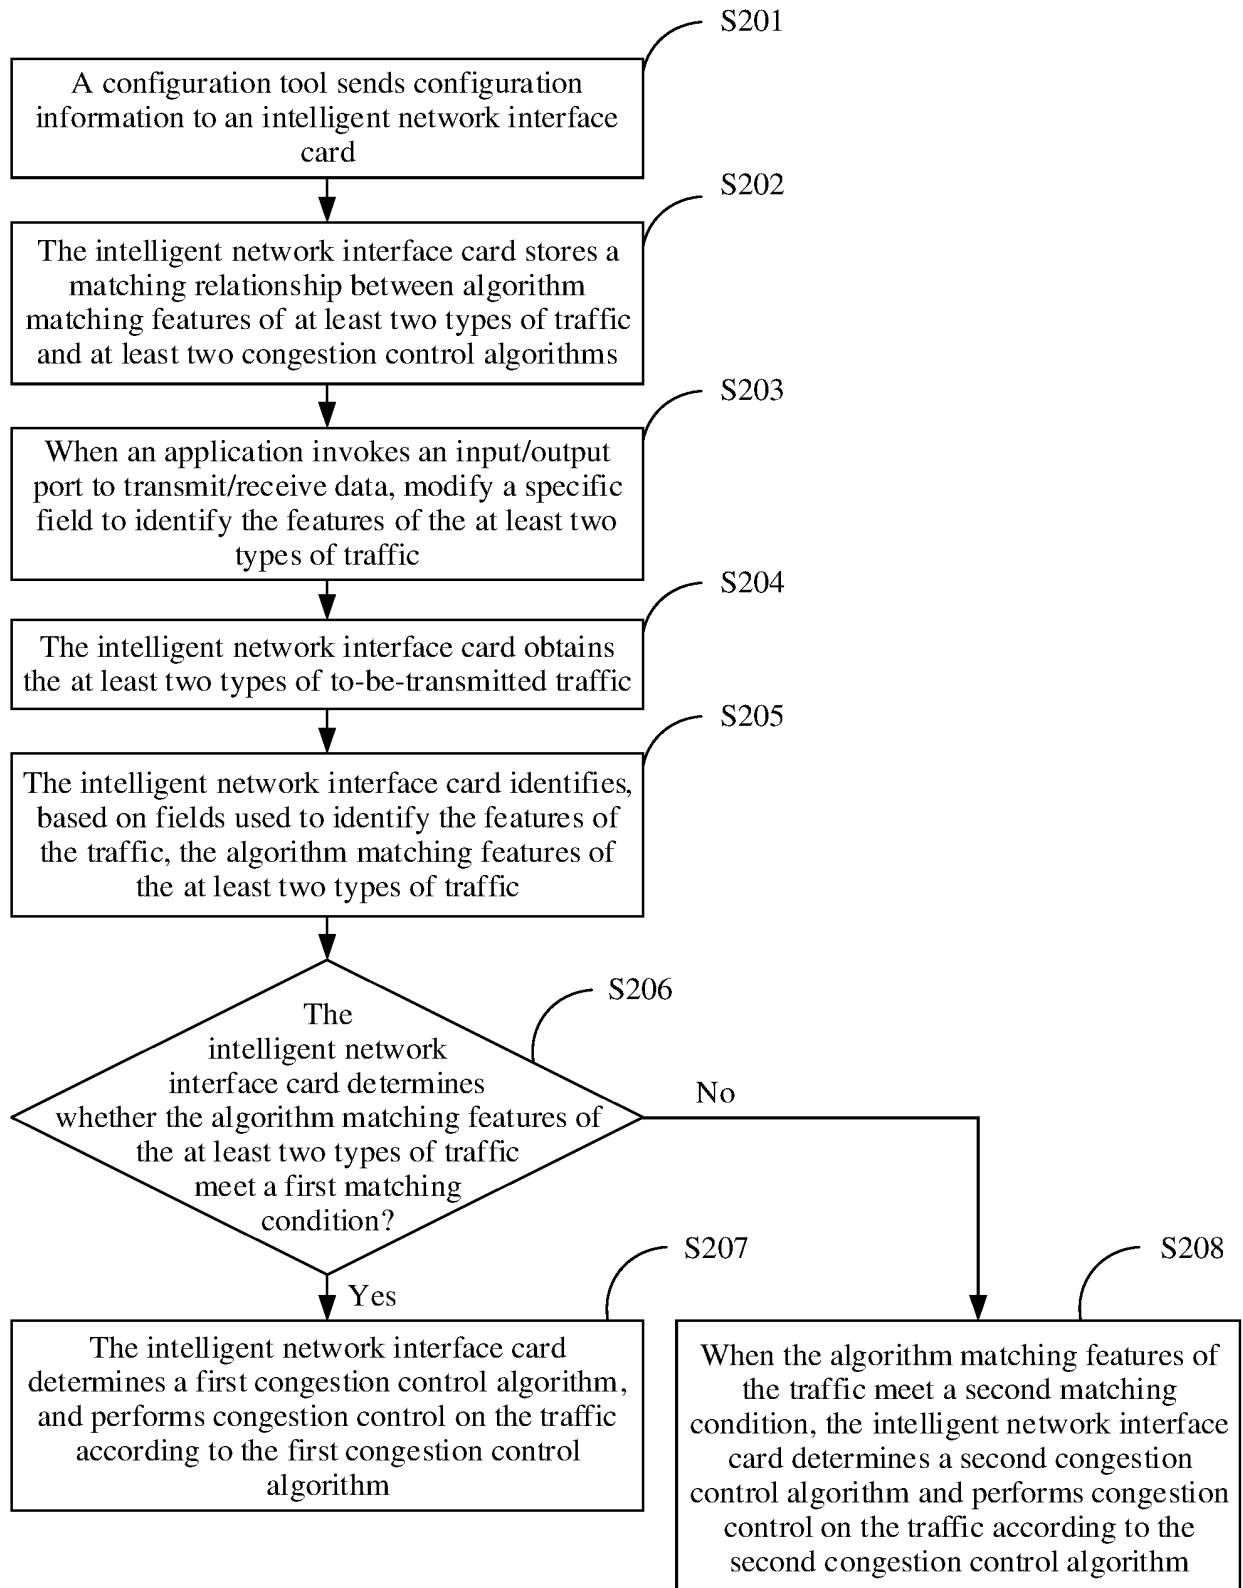 S201
A configuration tool sends configuration
information to an intelligent network interface
card
S202
The intelligent network interface card stores a
matching relationship between algorithm
matching features of at least two types of traffic
and at least two congestion control algorithms
S203
When an application invokes an input/output
port to transmit/receive data, modify a specific
field to identify the features of the at least two
types of traffic
S204
The intelligent network interface card obtains
the at least two types of to-be-transmitted traffic
S205
The intelligent network interface card identifies,
based on fields used to identify the features of
the traffic, the algorithm matching features of
the at least two types of traffic
S206
The
intelligent network
interface card determines
whether the algorithm matching features of
the at least two types of traffic
meet a first matching
condition?
No
Yes
S207
The intelligent network interface card
determines a first congestion control algorithm,
and performs congestion control on the traffic
according to the first congestion control
algorithm
S208
When the algorithm matching features of
the traffic meet a second matching
condition, the intelligent network interface
card determines a second congestion
control algorithm and performs congestion
control on the traffic according to the
second congestion control algorithm